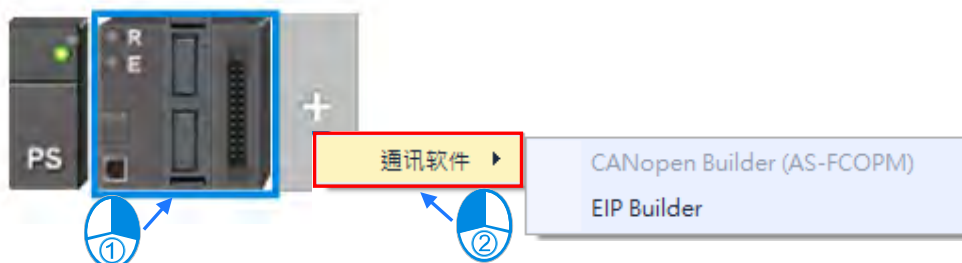 R
E
PS
+
通讯软件
CANopen Builder (AS-FCOPM)
EIP Builder
①
②